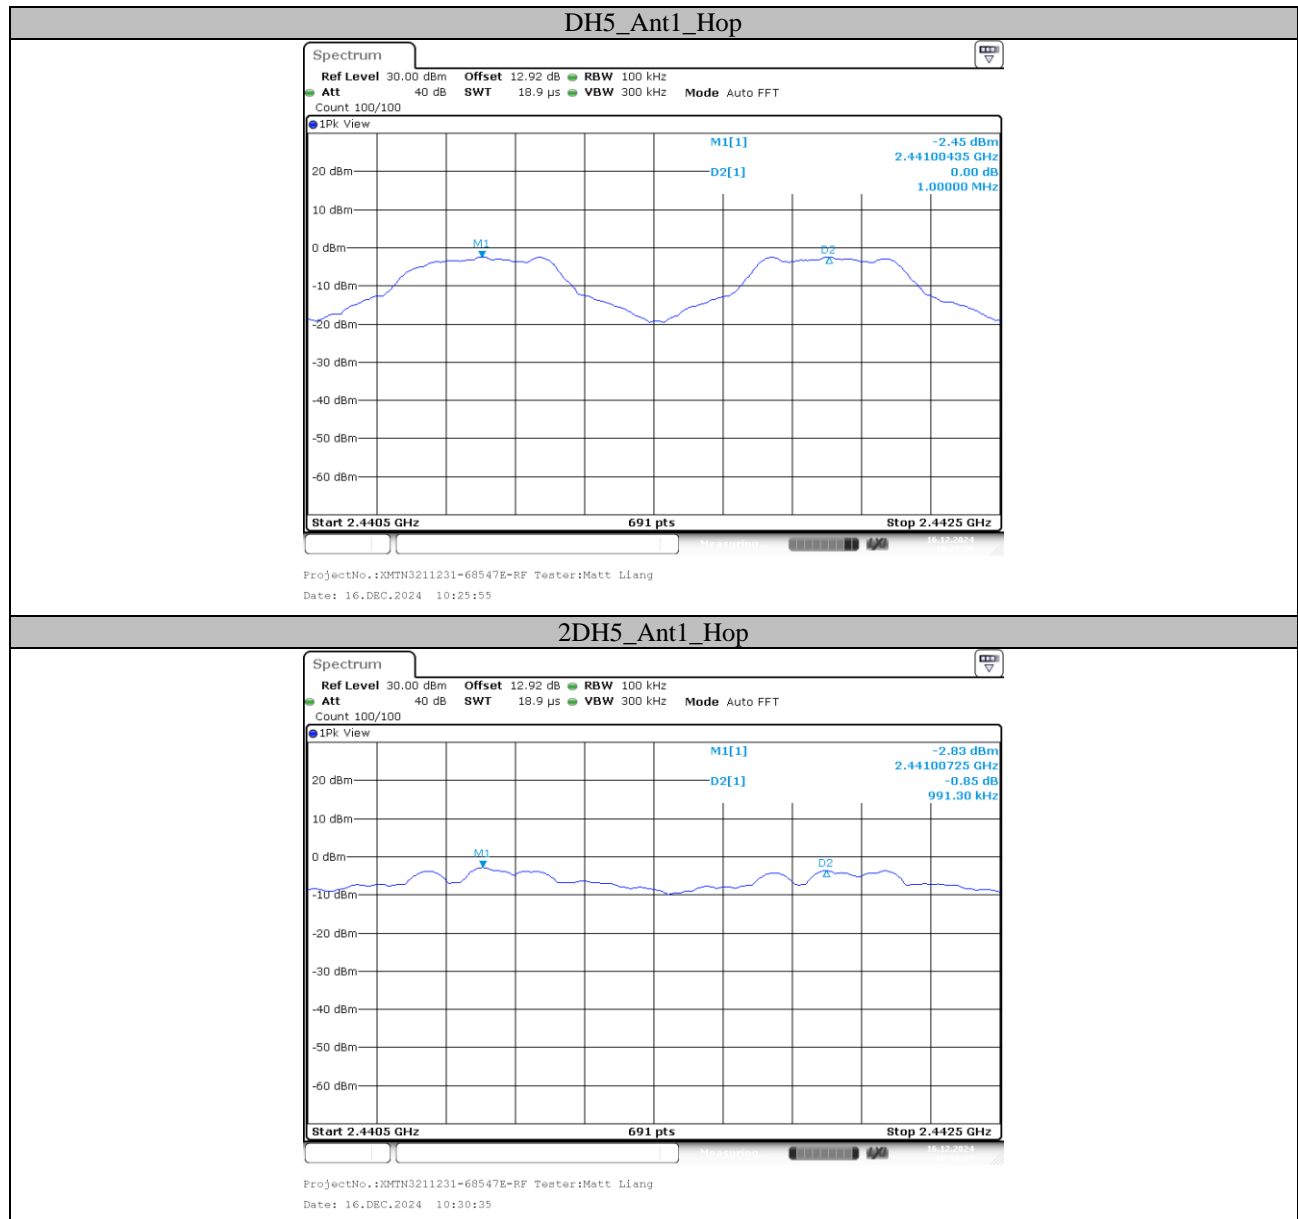 DH5_Ant1_Hop
Spectrum
Ref Level 30.00 dBm Offset 12.92 dB RBW 100 kHz
Att 40 dB SWT 18.9 µs VBW 300 kHz Mode Auto FFT
Count 100/100
1Pk View
M1[1] -2.45 dBm
2.44100435 GHz
20 dBm D2[1] 0.00 dB
1.00000 MHz
10 dBm
M1
0 dBm D2
-10 dBm
-20 dBm
-30 dBm
-40 dBm
-50 dBm
-60 dBm
Start 2.4405 GHz 691 pts Stop 2.4425 GHz
Measuring... 16.12.2024
ProjectNo.:XMTN3211231-68547E-RF Tester:Matt Liang
Date: 16.DEC.2024 10:25:55
2DH5_Ant1_Hop
Spectrum
Ref Level 30.00 dBm Offset 12.92 dB RBW 100 kHz
Att 40 dB SWT 18.9 µs VBW 300 kHz Mode Auto FFT
Count 100/100
1Pk View
M1[1] -2.83 dBm
2.44100725 GHz
20 dBm D2[1] -0.85 dB
991.30 kHz
10 dBm
M1
0 dBm D2
-10 dBm
-20 dBm
-30 dBm
-40 dBm
-50 dBm
-60 dBm
Start 2.4405 GHz 691 pts Stop 2.4425 GHz
Measuring... 16.12.2024
ProjectNo.:XMTN3211231-68547E-RF Tester:Matt Liang
Date: 16.DEC.2024 10:30:35